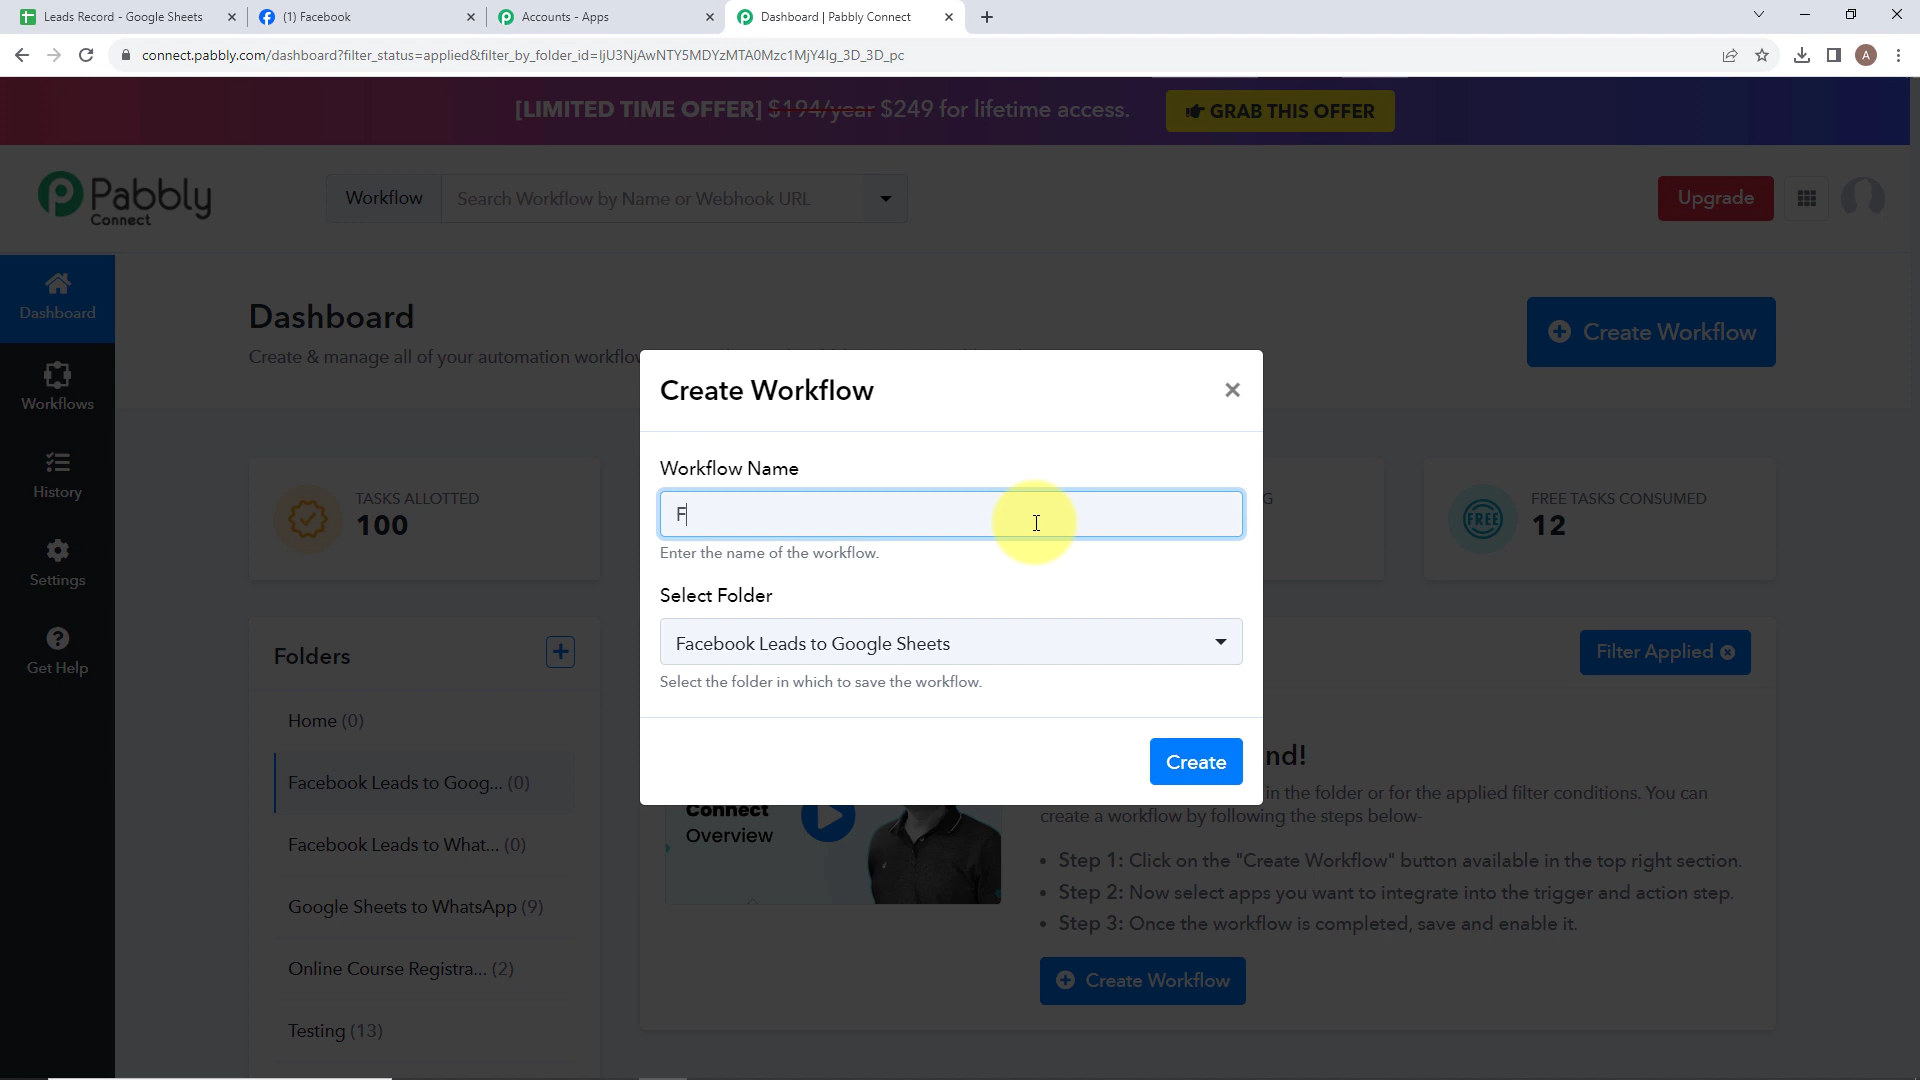 Leads Record - Google Sheets
(1) Facebook
Accounts - Apps
Dashboard | Pabbly Connect
connect.pabbly.com/dashboard?filter_status=applied&filter_by_folder_id=IjU3NjAwNTY5MDYzMTA0Mzc1MjY4Ig_3D_3D_pc
A
[LIMITED TIME OFFER] $194/year $249 for lifetime access.
GRAB THIS OFFER
Pabbly
Connect
Workflow
Search Workflow by Name or Webhook URL
Upgrade
Dashboard
Workflows
History
Settings
Get Help
Dashboard
Create & manage all of your automation
Create Workflow
TASKS ALLOTTED
100
FREE
FREE TASKS CONSUMED
12
Create Workflow
Workflow Name
F
Enter the name of the workflow.
Select Folder
Facebook Leads to Google Sheets
Select the folder in which to save the workflow.
Create
Folders
Home (0)
Facebook Leads to Goog... (0)
Facebook Leads to What... (0)
Google Sheets to WhatsApp (9)
Online Course Registra... (2)
Testing (13)
Filter Applied
nd!
in the folder or for the applied filter conditions. You can
create a workflow by following the steps below-
Step 1: Click on the "Create Workflow" button available in the top right section.
Step 2: Now select apps you want to integrate into the trigger and action step.
Step 3: Once the workflow is completed, save and enable it.
Create Workflow
Connect
Overview